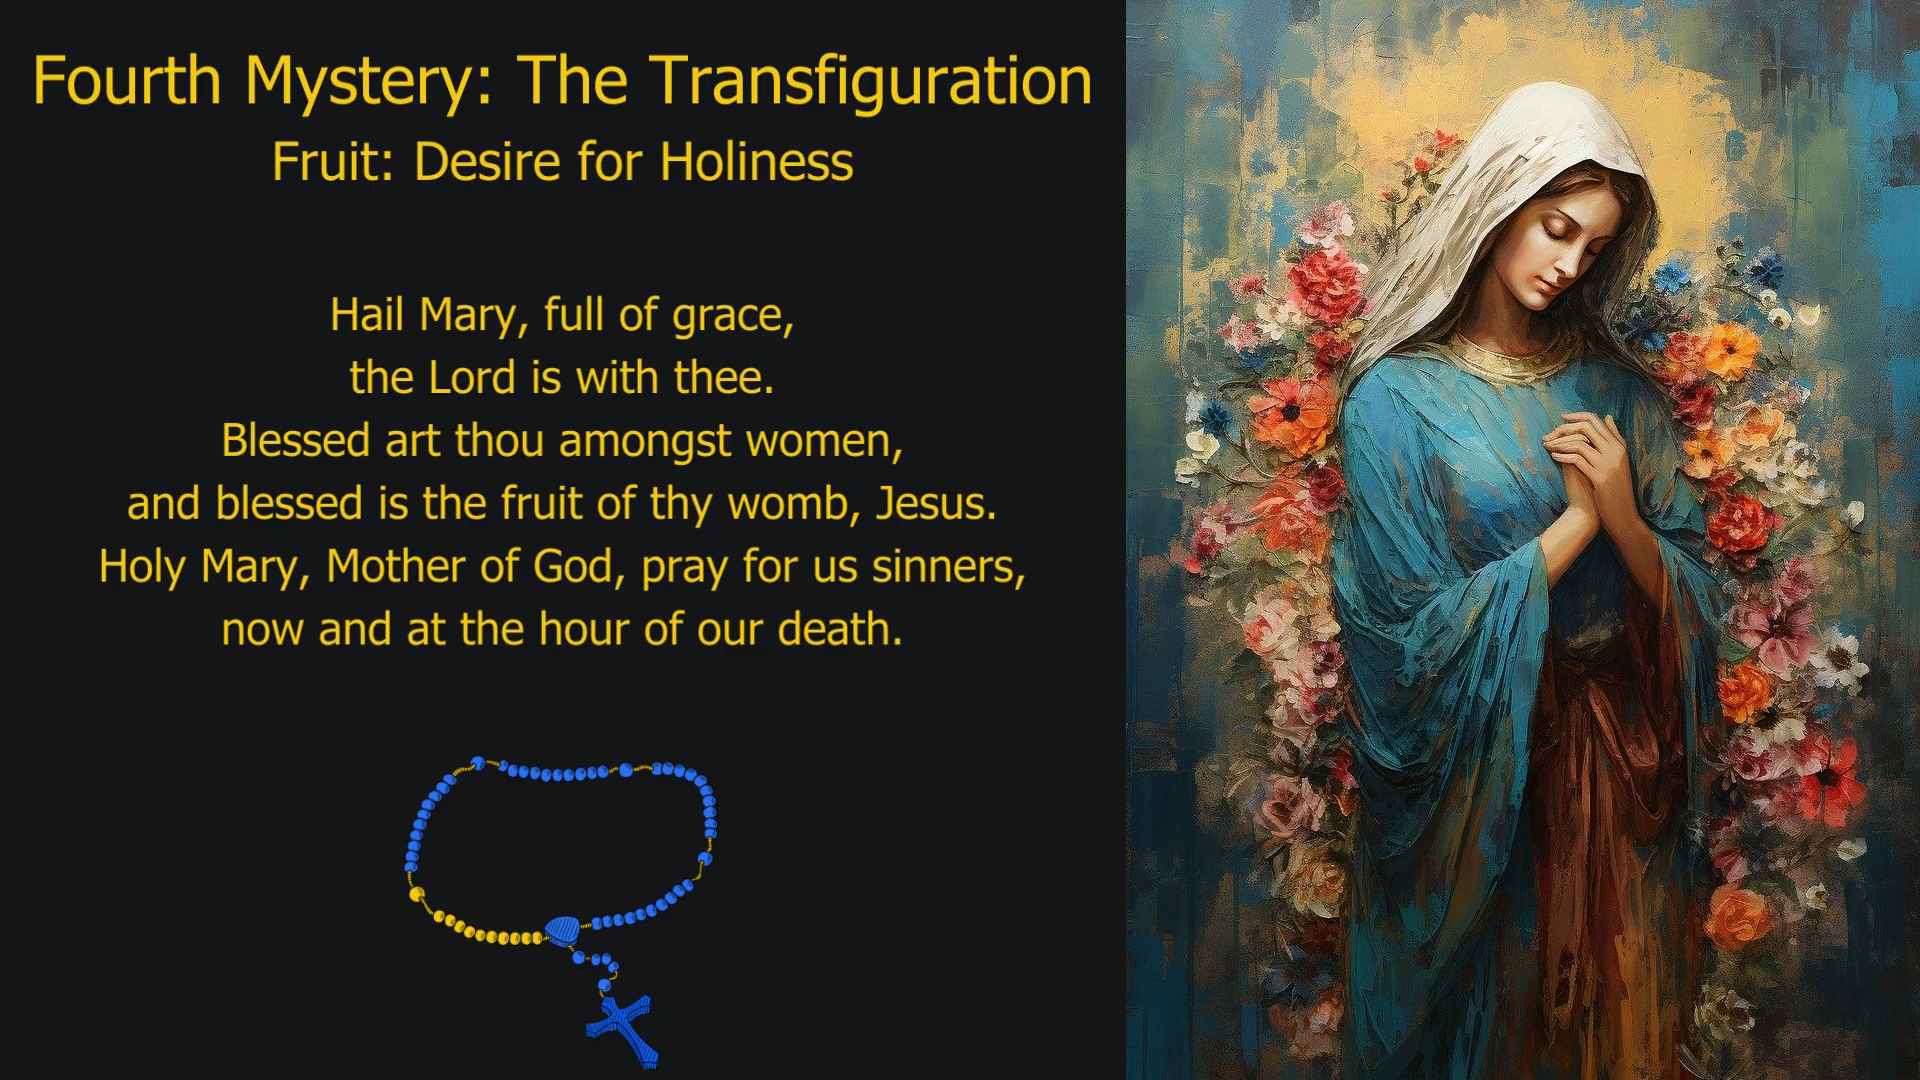 Fourth Mystery: The Transfiguration
Fruit: Desire for Holiness
Hail Mary, full of grace,
the Lord is with thee.
Blessed art thou amongst women,
and blessed is the fruit of thy womb, Jesus.
Holy Mary, Mother of God, pray for us sinners,
now and at the hour of our death.